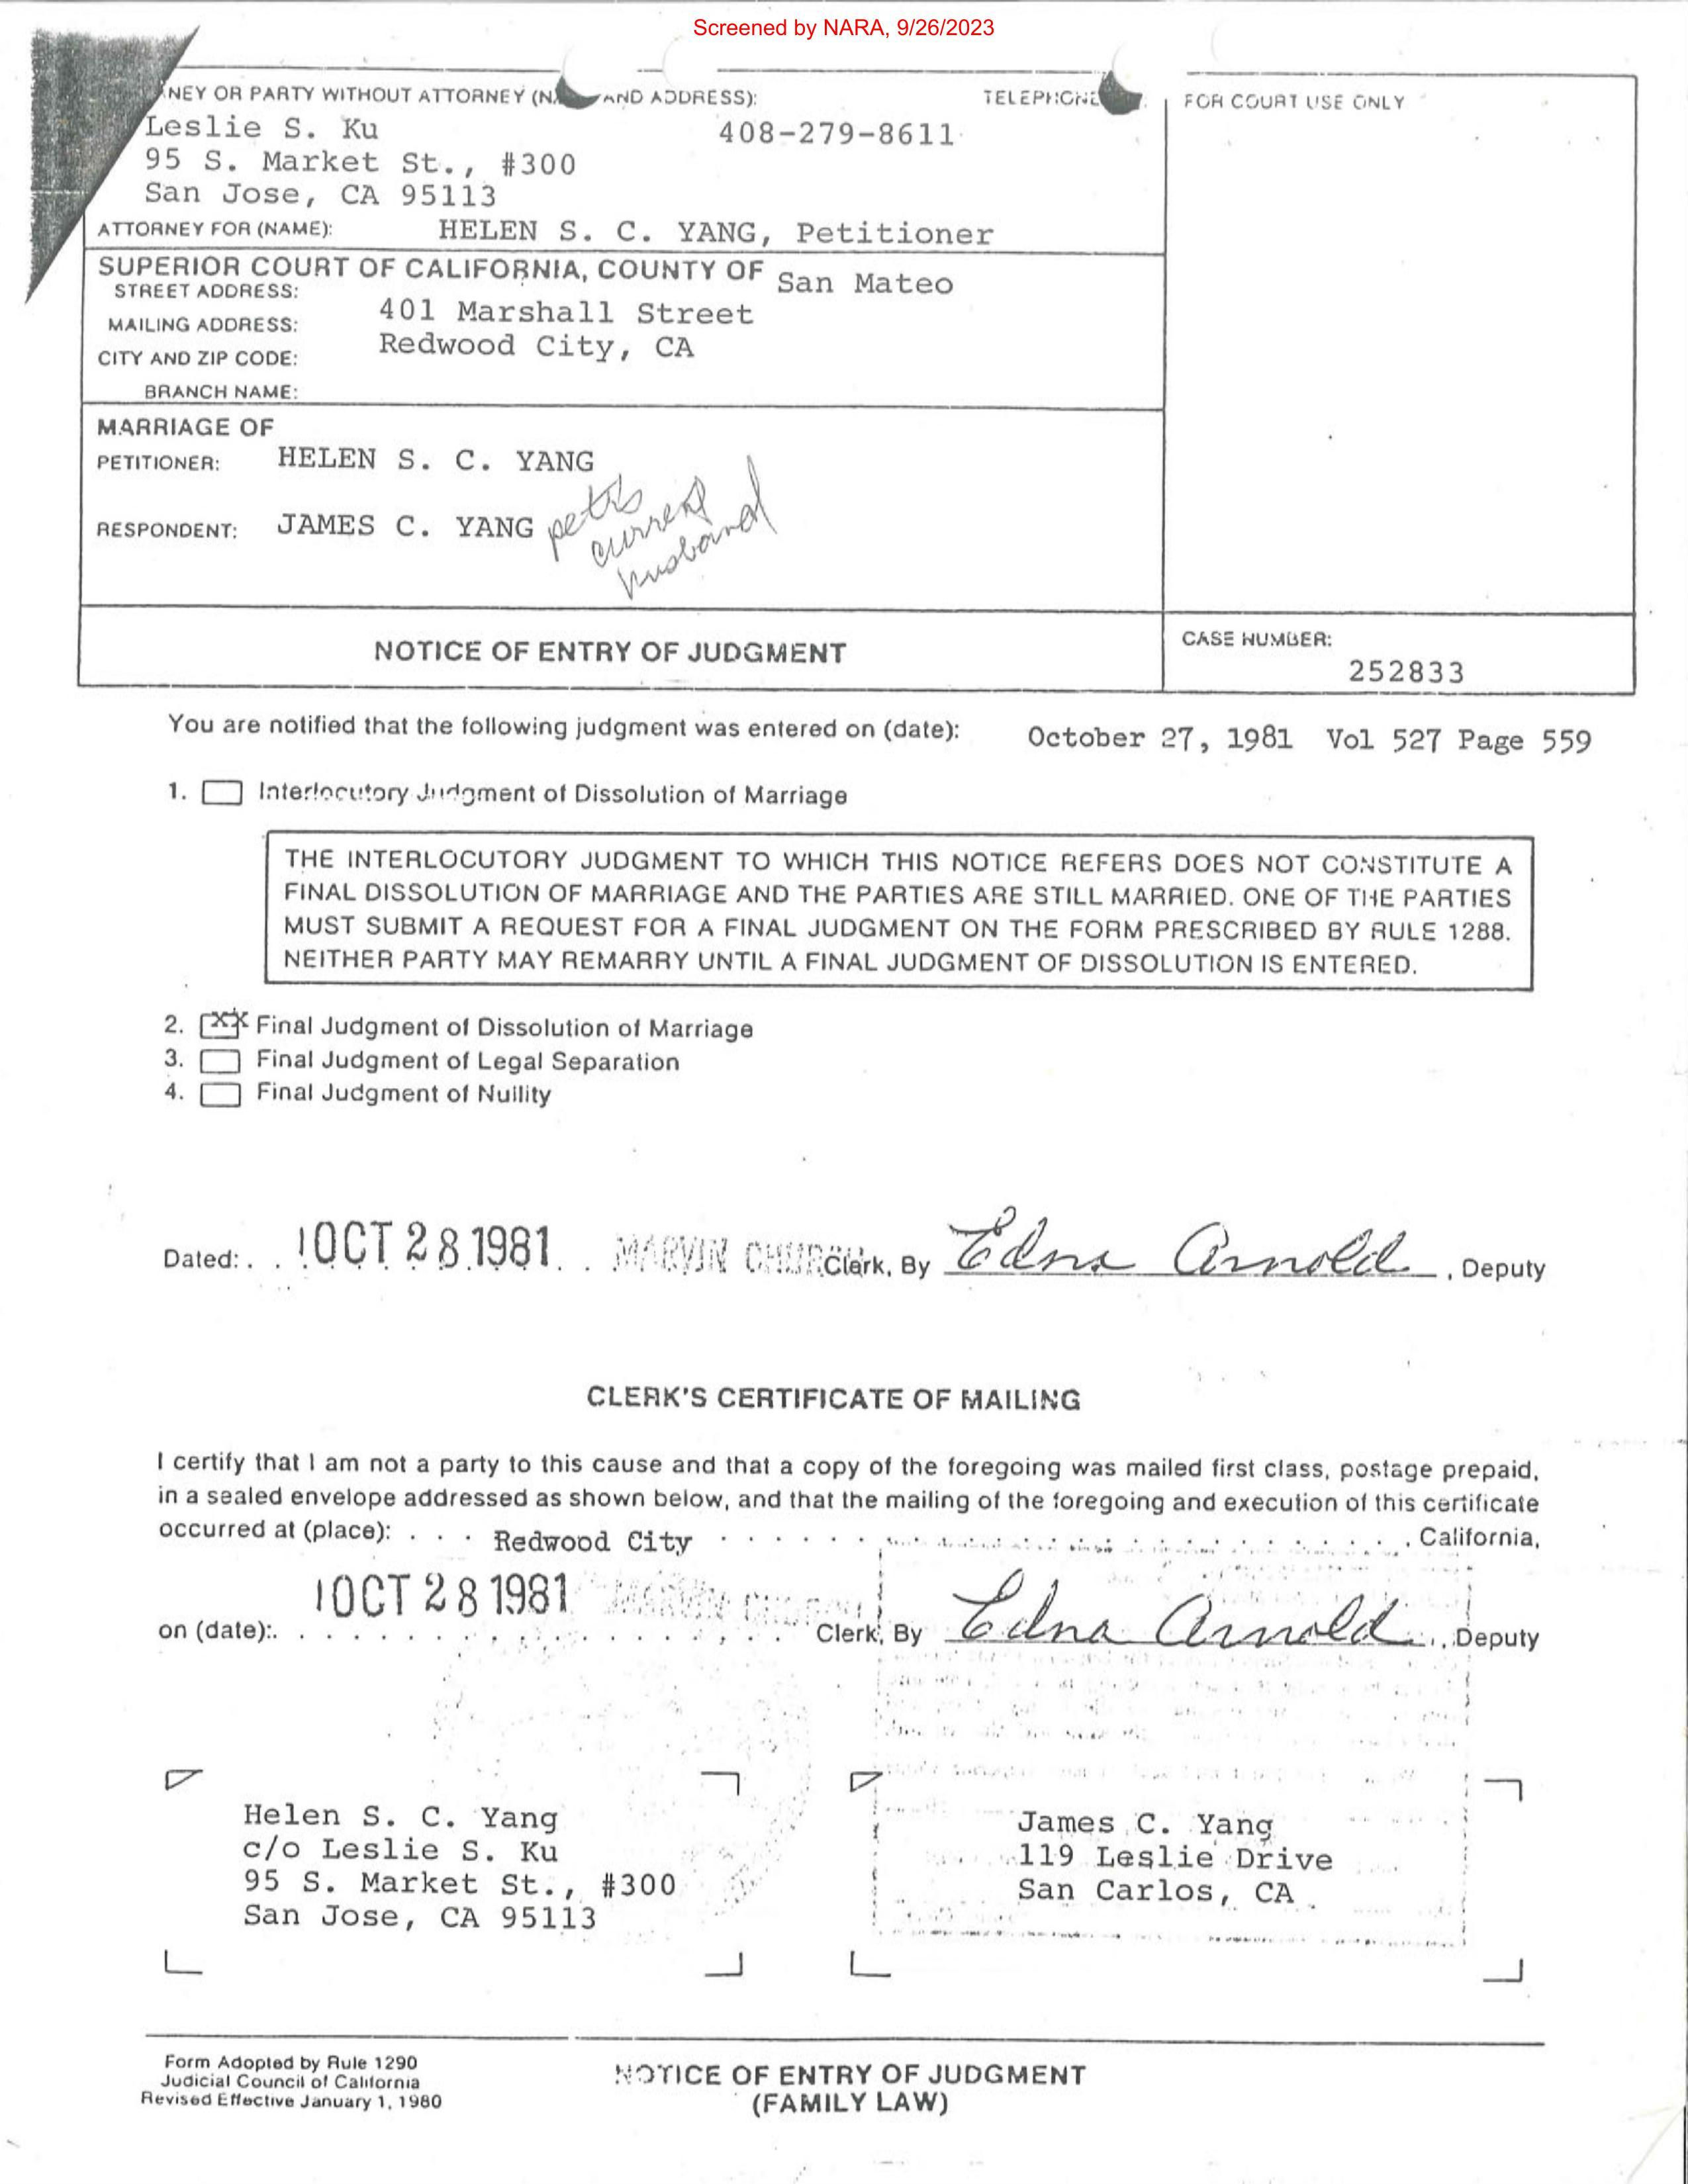 Screened by NARA, 9/26/2023
NEY OR PARTY WITHOUT ATTORNEY AND ADDRESS): TELEPHONE FOR COURT USE ONLY
Leslie S. Ku 408-279-8611
95 S. Market St., #300
San Jose, CA 95113
ATTORNEY FOR (NAME): HELEN S. C. YANG, Petitioner
SUPERIOR COURT OF CALIFORNIA, COUNTY OF San Mateo
STREET ADDRESS: 401 Marshall Street
MAILING ADDRESS:
CITY AND ZIP CODE: Redwood City, CA
BRANCH NAME:
MARRIAGE OF
PETITIONER: HELEN S. C. YANG
RESPONDENT: JAMES C. YANG
petr's
current
husband
NOTICE OF ENTRY OF JUDGMENT
CASE NUMBER:
252833
You are notified that the following judgment was entered on (date): October 27, 1981 Vol 527 Page 559
1. Interlocutory Judgment of Dissolution of Marriage
THE INTERLOCUTORY JUDGMENT TO WHICH THIS NOTICE REFERS DOES NOT CONSTITUTE A
FINAL DISSOLUTION OF MARRIAGE AND THE PARTIES ARE STILL MARRIED. ONE OF THE PARTIES
MUST SUBMIT A REQUEST FOR A FINAL JUDGMENT ON THE FORM PRESCRIBED BY RULE 1288.
NEITHER PARTY MAY REMARRY UNTIL A FINAL JUDGMENT OF DISSOLUTION IS ENTERED.
2. XX Final Judgment of Dissolution of Marriage
3. Final Judgment of Legal Separation
4. Final Judgment of Nullity
Dated: . . OCT 28 1981 . . MARVIN CHURCH Clerk, By Edna Arnold, Deputy
CLERK'S CERTIFICATE OF MAILING
I certify that I am not a party to this cause and that a copy of the foregoing was mailed first class, postage prepaid,
in a sealed envelope addressed as shown below, and that the mailing of the foregoing and execution of this certificate
occurred at (place): . . . Redwood City . . . . . . , California,
on (date): OCT 28 1981 MARVIN CHURCH Clerk, By Edna Arnold, Deputy
Helen S. C. Yang
c/o Leslie S. Ku
95 S. Market St., #300
San Jose, CA 95113
James C. Yang
119 Leslie Drive
San Carlos, CA
Form Adopted by Rule 1290
Judicial Council of California
Revised Effective January 1, 1980
NOTICE OF ENTRY OF JUDGMENT
(FAMILY LAW)